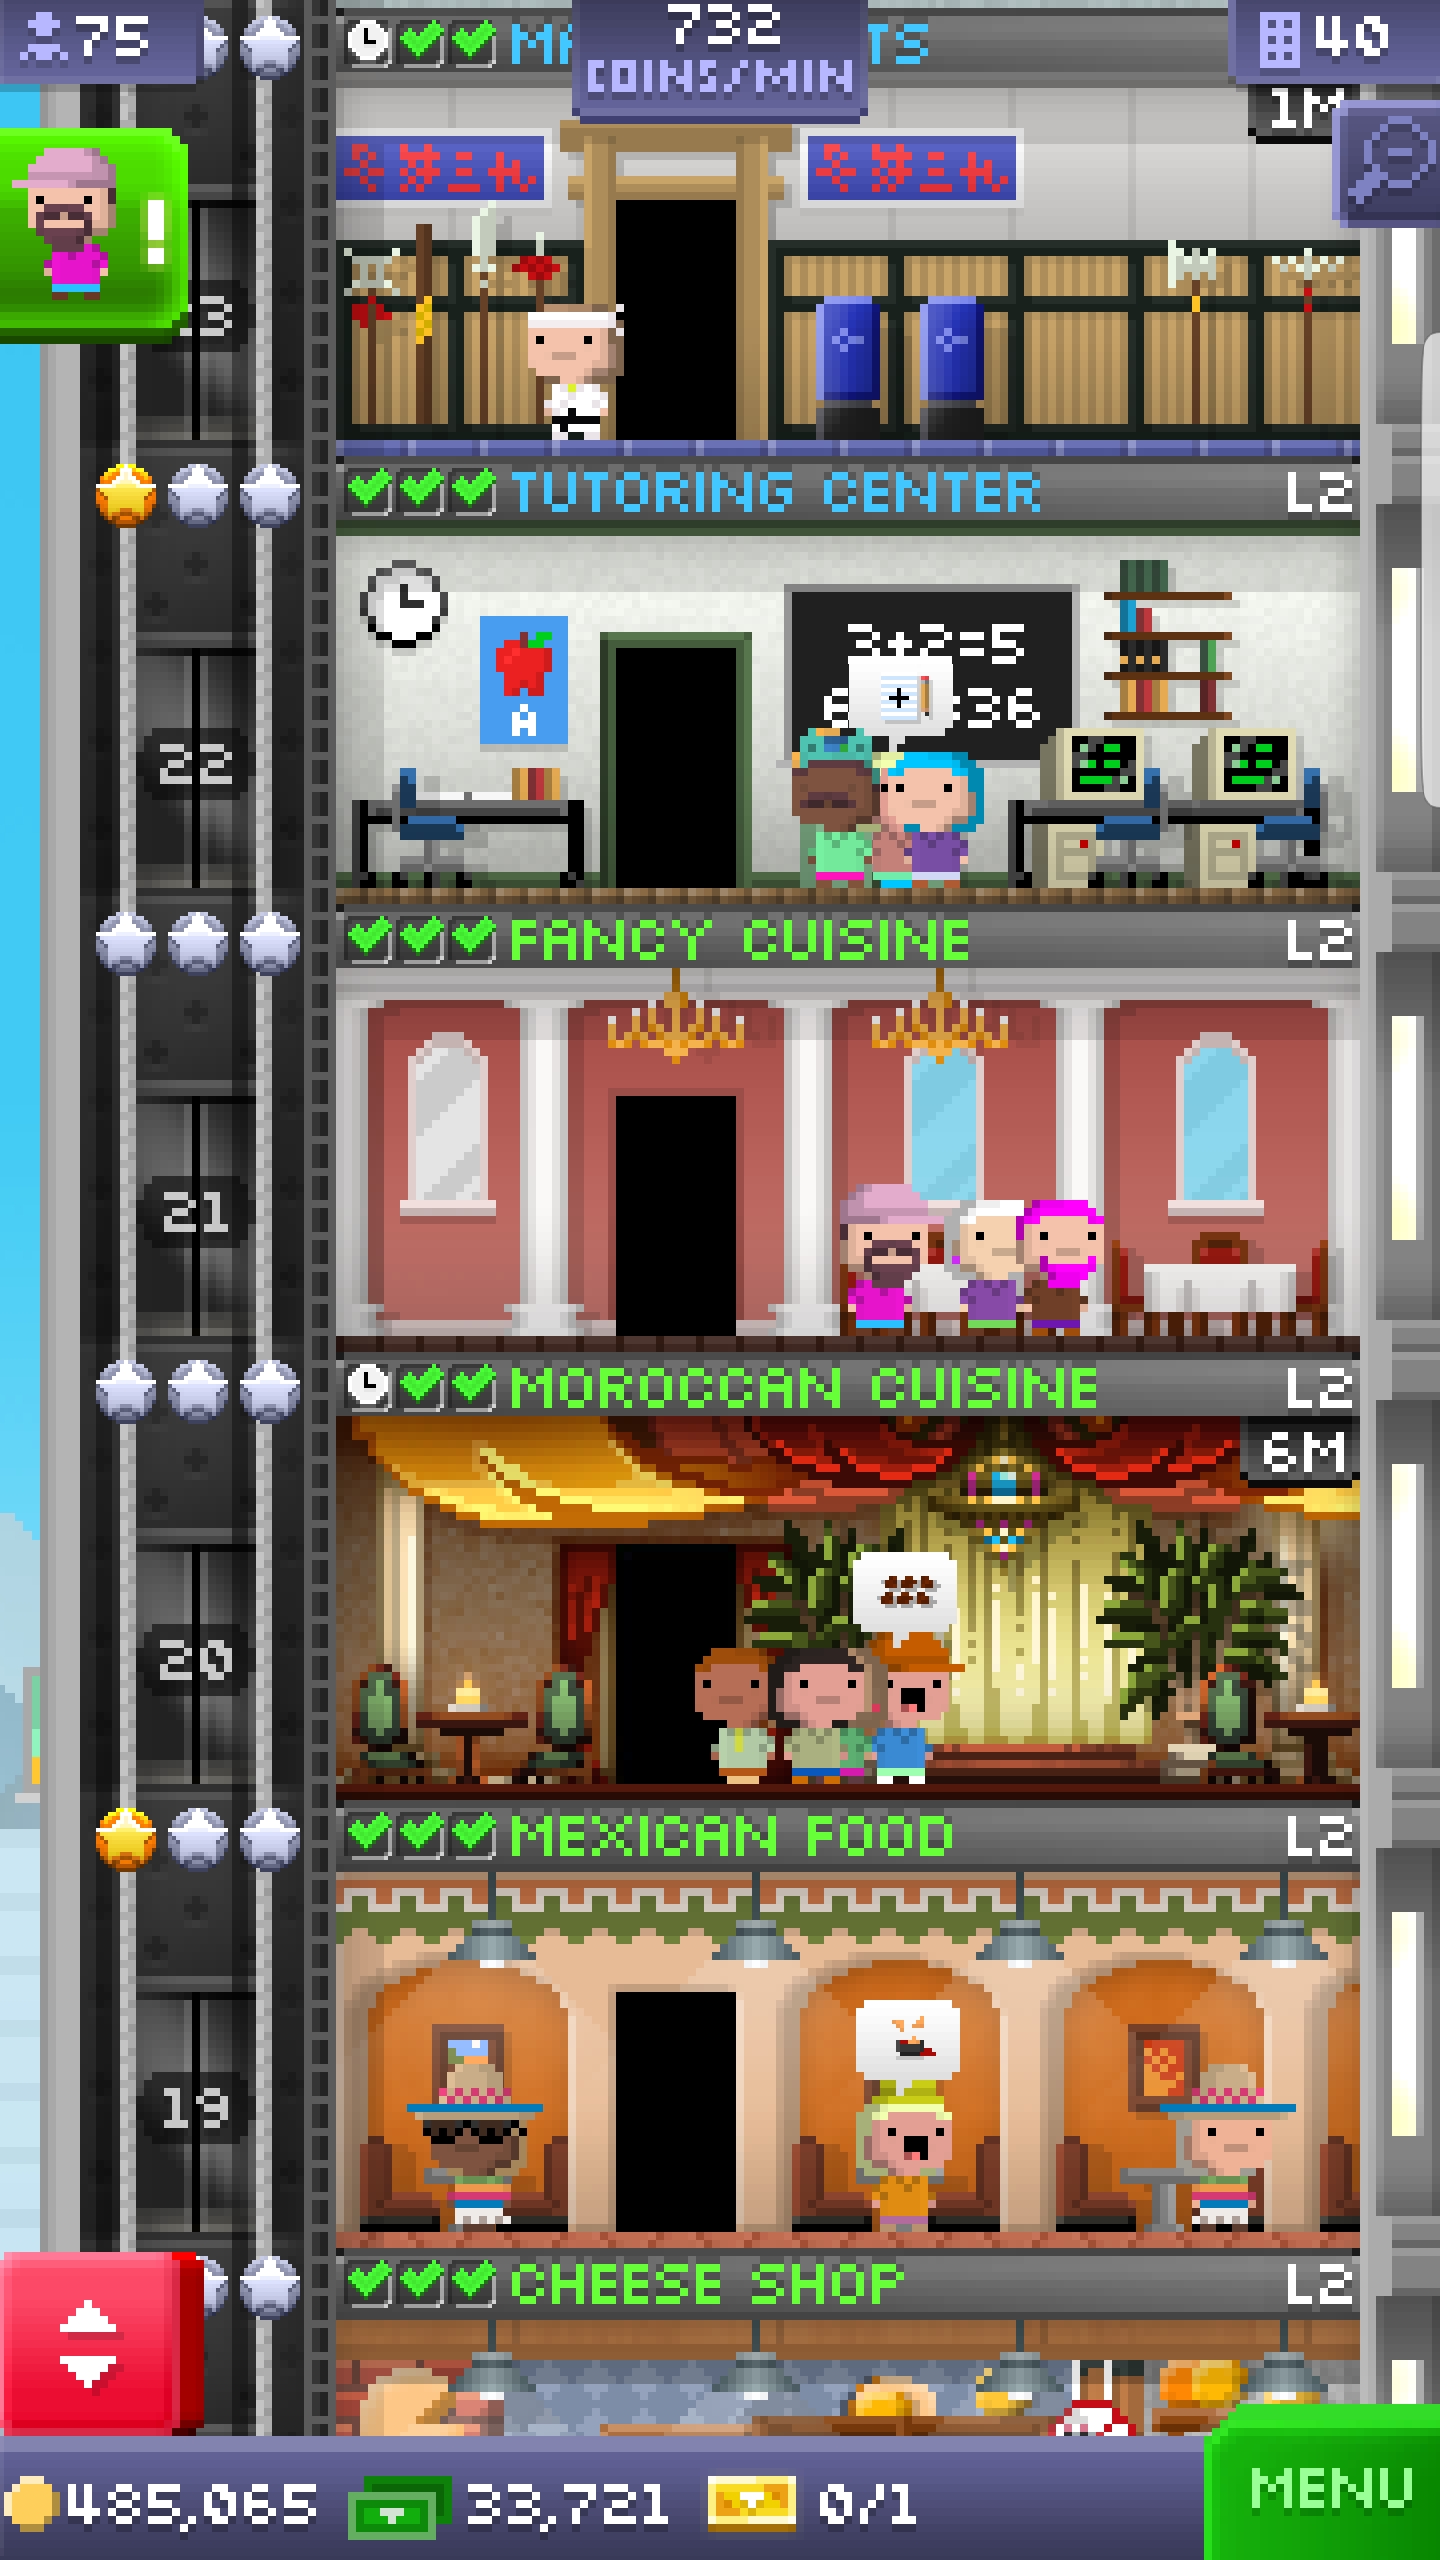 75
732
COINS/MIN
40
1M
TUTORING CENTER
L2
3+2=5
A
22
FANCY CUISINE
L2
21
MOROCCAN CUISINE
L2
6M
20
MEXICAN FOOD
L2
19
CHEESE SHOP
L2
485,065
33,721
0/1
MENU